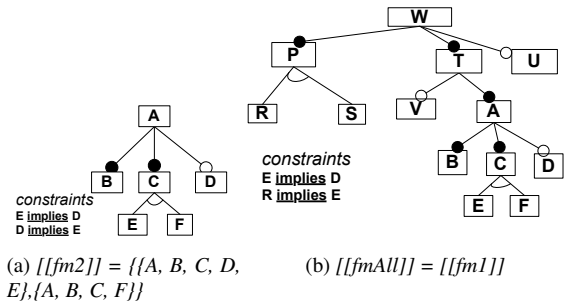 W
P
T
U
R
S
V
A
B
C
D
E
F
constraints
E implies D
R implies E
A
B
C
D
E
F
constraints
E implies D
D implies E
(a) [[fm2]] = {{A, B, C, D,
E},{A, B, C, F}}
(b) [[fmAll]] = [[fm1]]